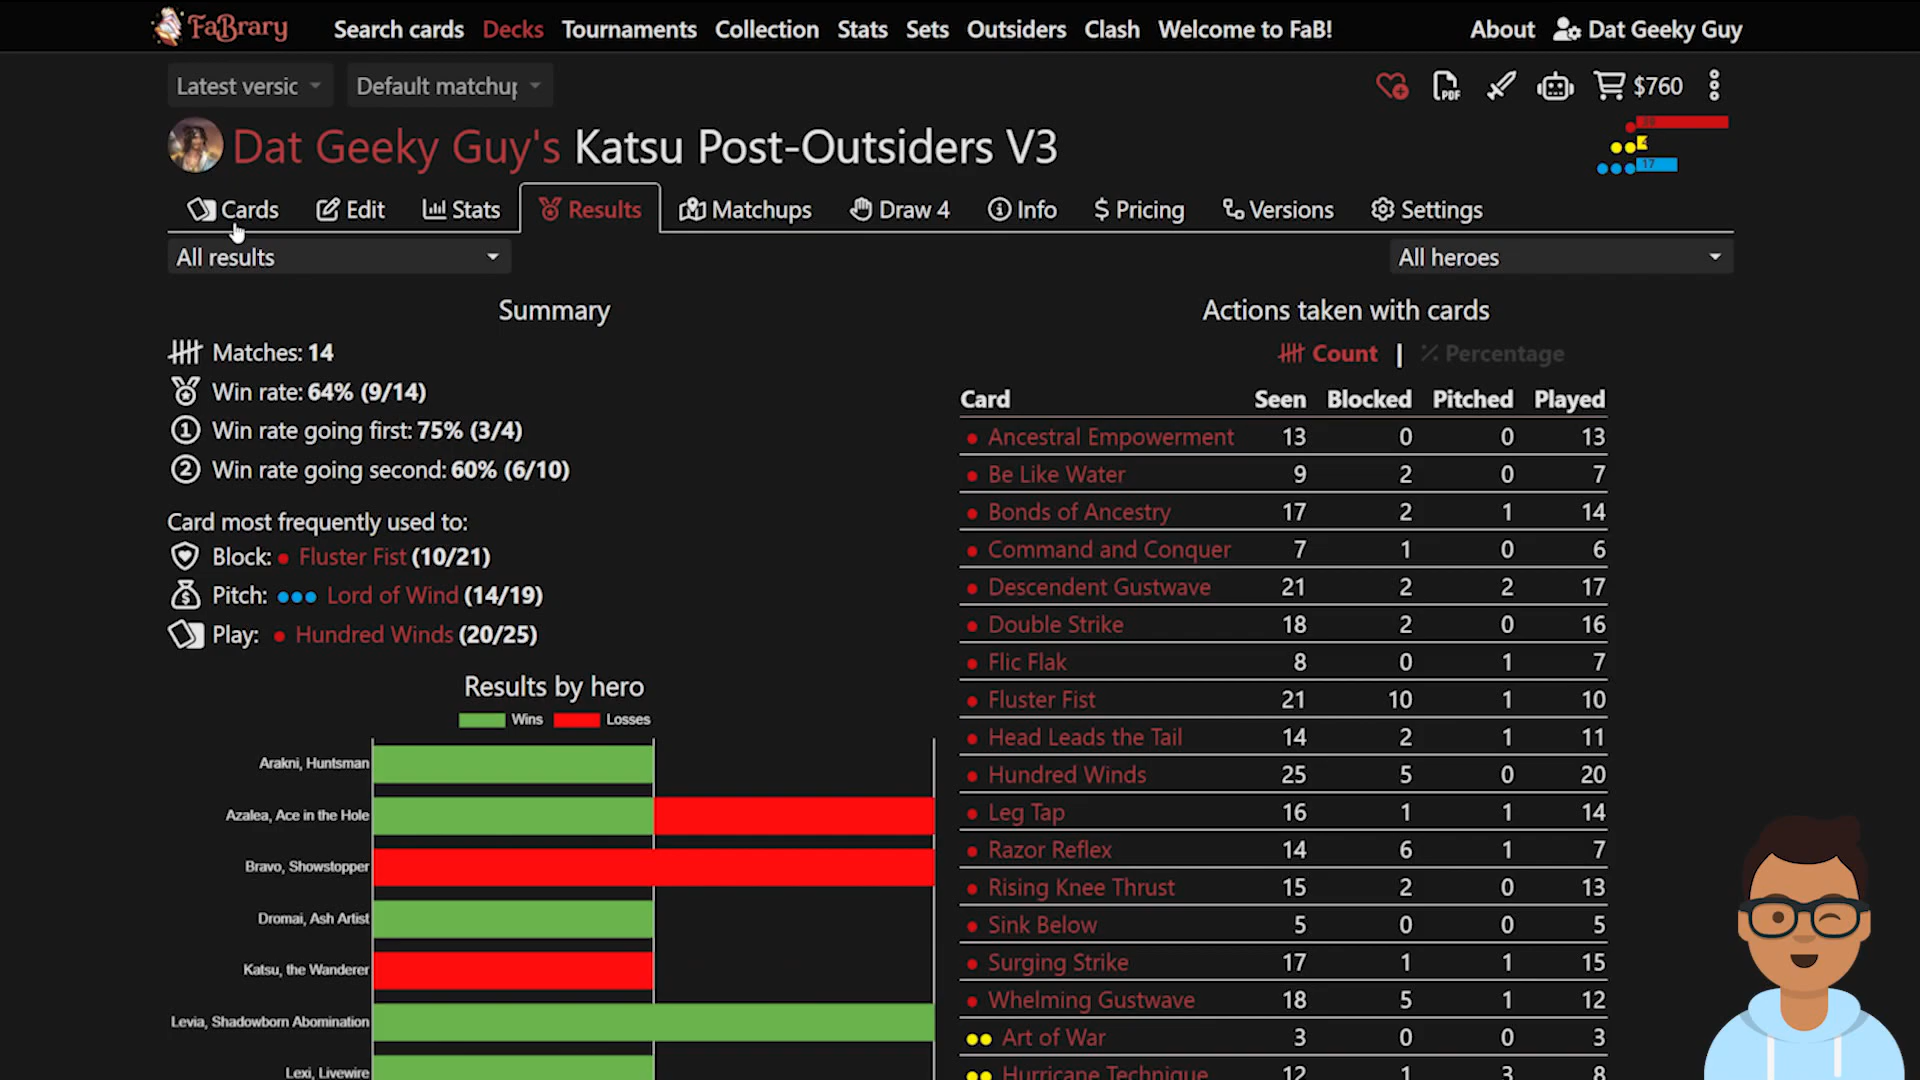 FaBrary Search cards Decks Tournaments Collection Stats Sets Outsiders Clash Welcome to FaB! About Dat Geeky Guy
Latest versic Default matchup PDF $760
Dat Geeky Guy's Katsu Post-Outsiders V3
17
Cards Edit Stats Results Matchups Draw 4 Info $ Pricing Versions Settings
All results All heroes
Summary
Matches: 14
Win rate: 64% (9/14)
1 Win rate going first: 75% (3/4)
2 Win rate going second: 60% (6/10)
Card most frequently used to:
Block: Fluster Fist (10/21)
Pitch: Lord of Wind (14/19)
Play: Hundred Winds (20/25)
Results by hero
Wins Losses
Arakni, Huntsman
Azalea, Ace in the Hole
Bravo, Showstopper
Dromai, Ash Artist
Katsu, the Wanderer
Levia, Shadowborn Abomination
Lexi, Livewire
Actions taken with cards
Count | Percentage
Card Seen Blocked Pitched Played
Ancestral Empowerment 13 0 0 13
Be Like Water 9 2 0 7
Bonds of Ancestry 17 2 1 14
Command and Conquer 7 1 0 6
Descendent Gustwave 21 2 2 17
Double Strike 18 2 0 16
Flic Flak 8 0 1 7
Fluster Fist 21 10 1 10
Head Leads the Tail 14 2 1 11
Hundred Winds 25 5 0 20
Leg Tap 16 1 1 14
Razor Reflex 14 6 1 7
Rising Knee Thrust 15 2 0 13
Sink Below 5 0 0 5
Surging Strike 17 1 1 15
Whelming Gustwave 18 5 1 12
Art of War 3 0 0 3
Hurricane Technique 12 1 3 8